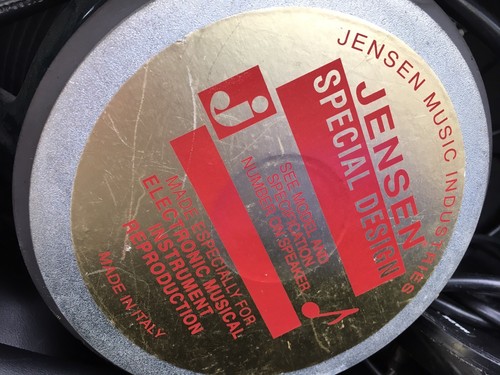 JENSEN MUSIC INDUSTRIES
JENSEN
SPECIAL DESIGN
j
SEE MODEL AND
SPECIFICATION
NUMBER ON SPEAKER
MADE ESPECIALLY FOR
ELECTRONIC MUSICAL
INSTRUMENT
REPRODUCTION
MADE IN ITALY